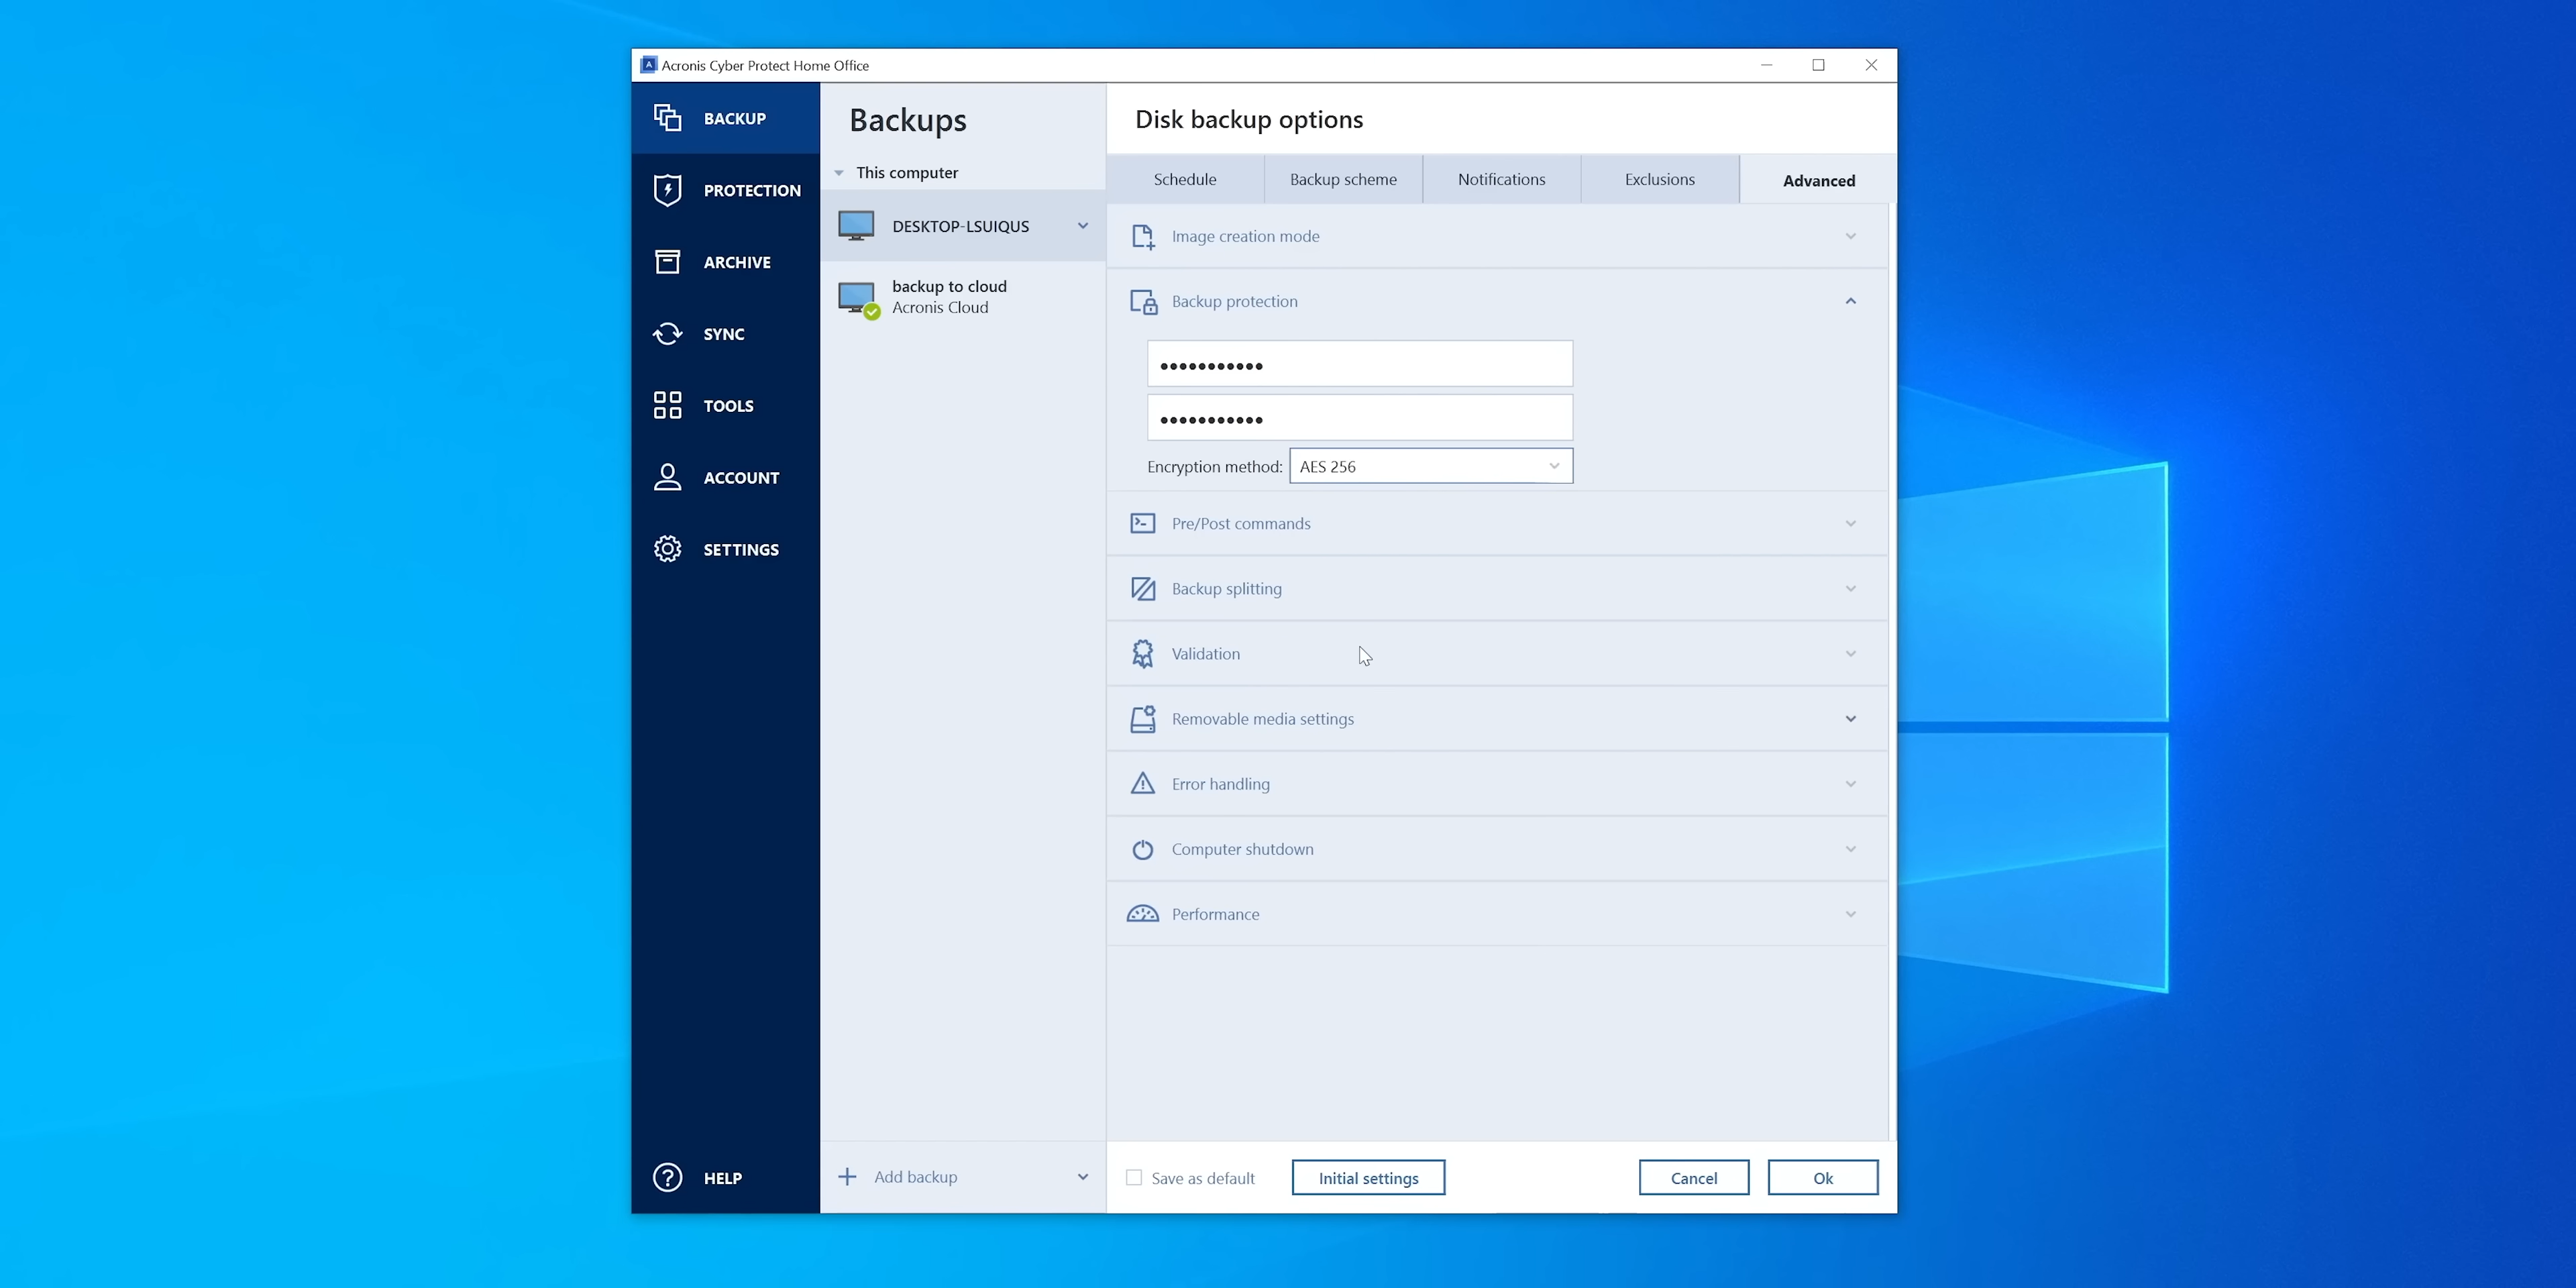 Acronis Cyber Protect Home Office
BACKUP
PROTECTION
ARCHIVE
SYNC
TOOLS
ACCOUNT
SETTINGS
HELP
Backups
This computer
DESKTOP-LSUIQUS
backup to cloud
Acronis Cloud
Add backup
Disk backup options
Schedule
Backup scheme
Notifications
Exclusions
Advanced
Image creation mode
Backup protection
•••••••••••
•••••••••••
Encryption method: AES 256
Pre/Post commands
Backup splitting
Validation
Removable media settings
Error handling
Computer shutdown
Performance
Save as default
Initial settings
Cancel
Ok